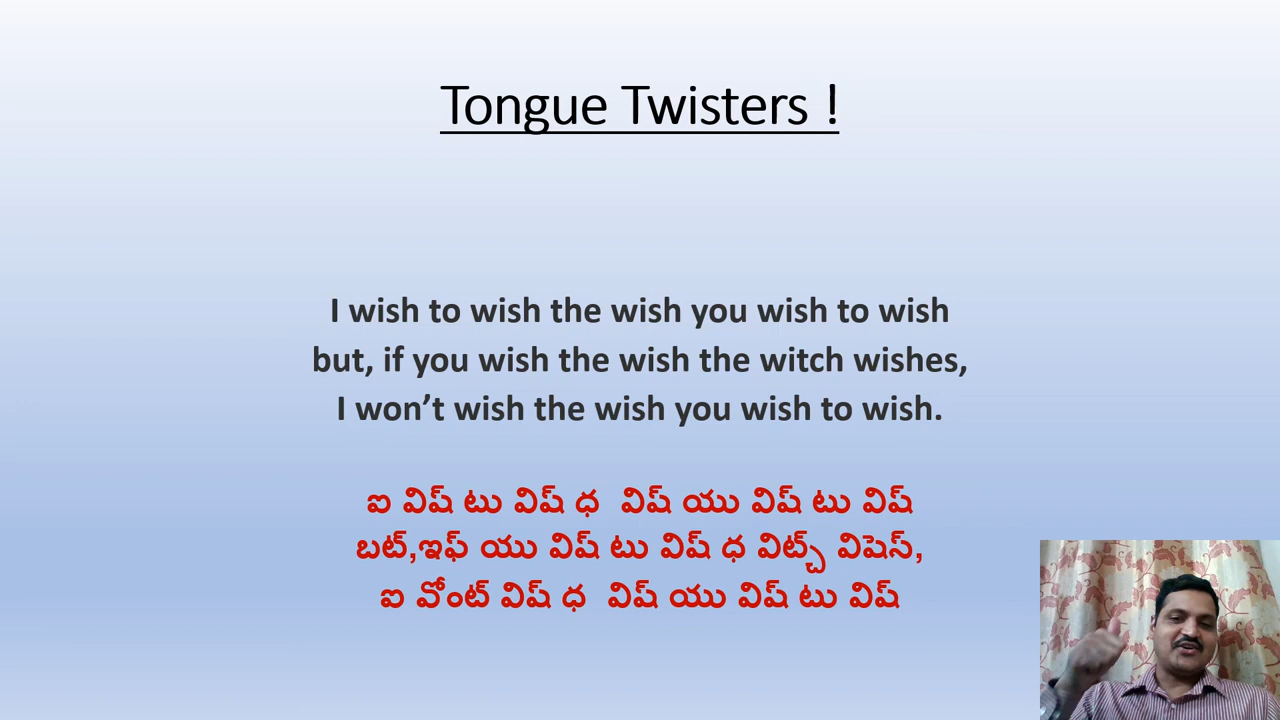 Tongue Twisters !
I wish to wish the wish you wish to wish
but, if you wish the wish the witch wishes,
I won’t wish the wish you wish to wish.
ఐ విష్ టు విష్ ధ విష్ యు విష్ టు విష్
బట్,ఇఫ్ యు విష్ టు విష్ ధ విట్చ్ విషెస్,
ఐ వోంట్ విష్ ధ విష్ యు విష్ టు విష్